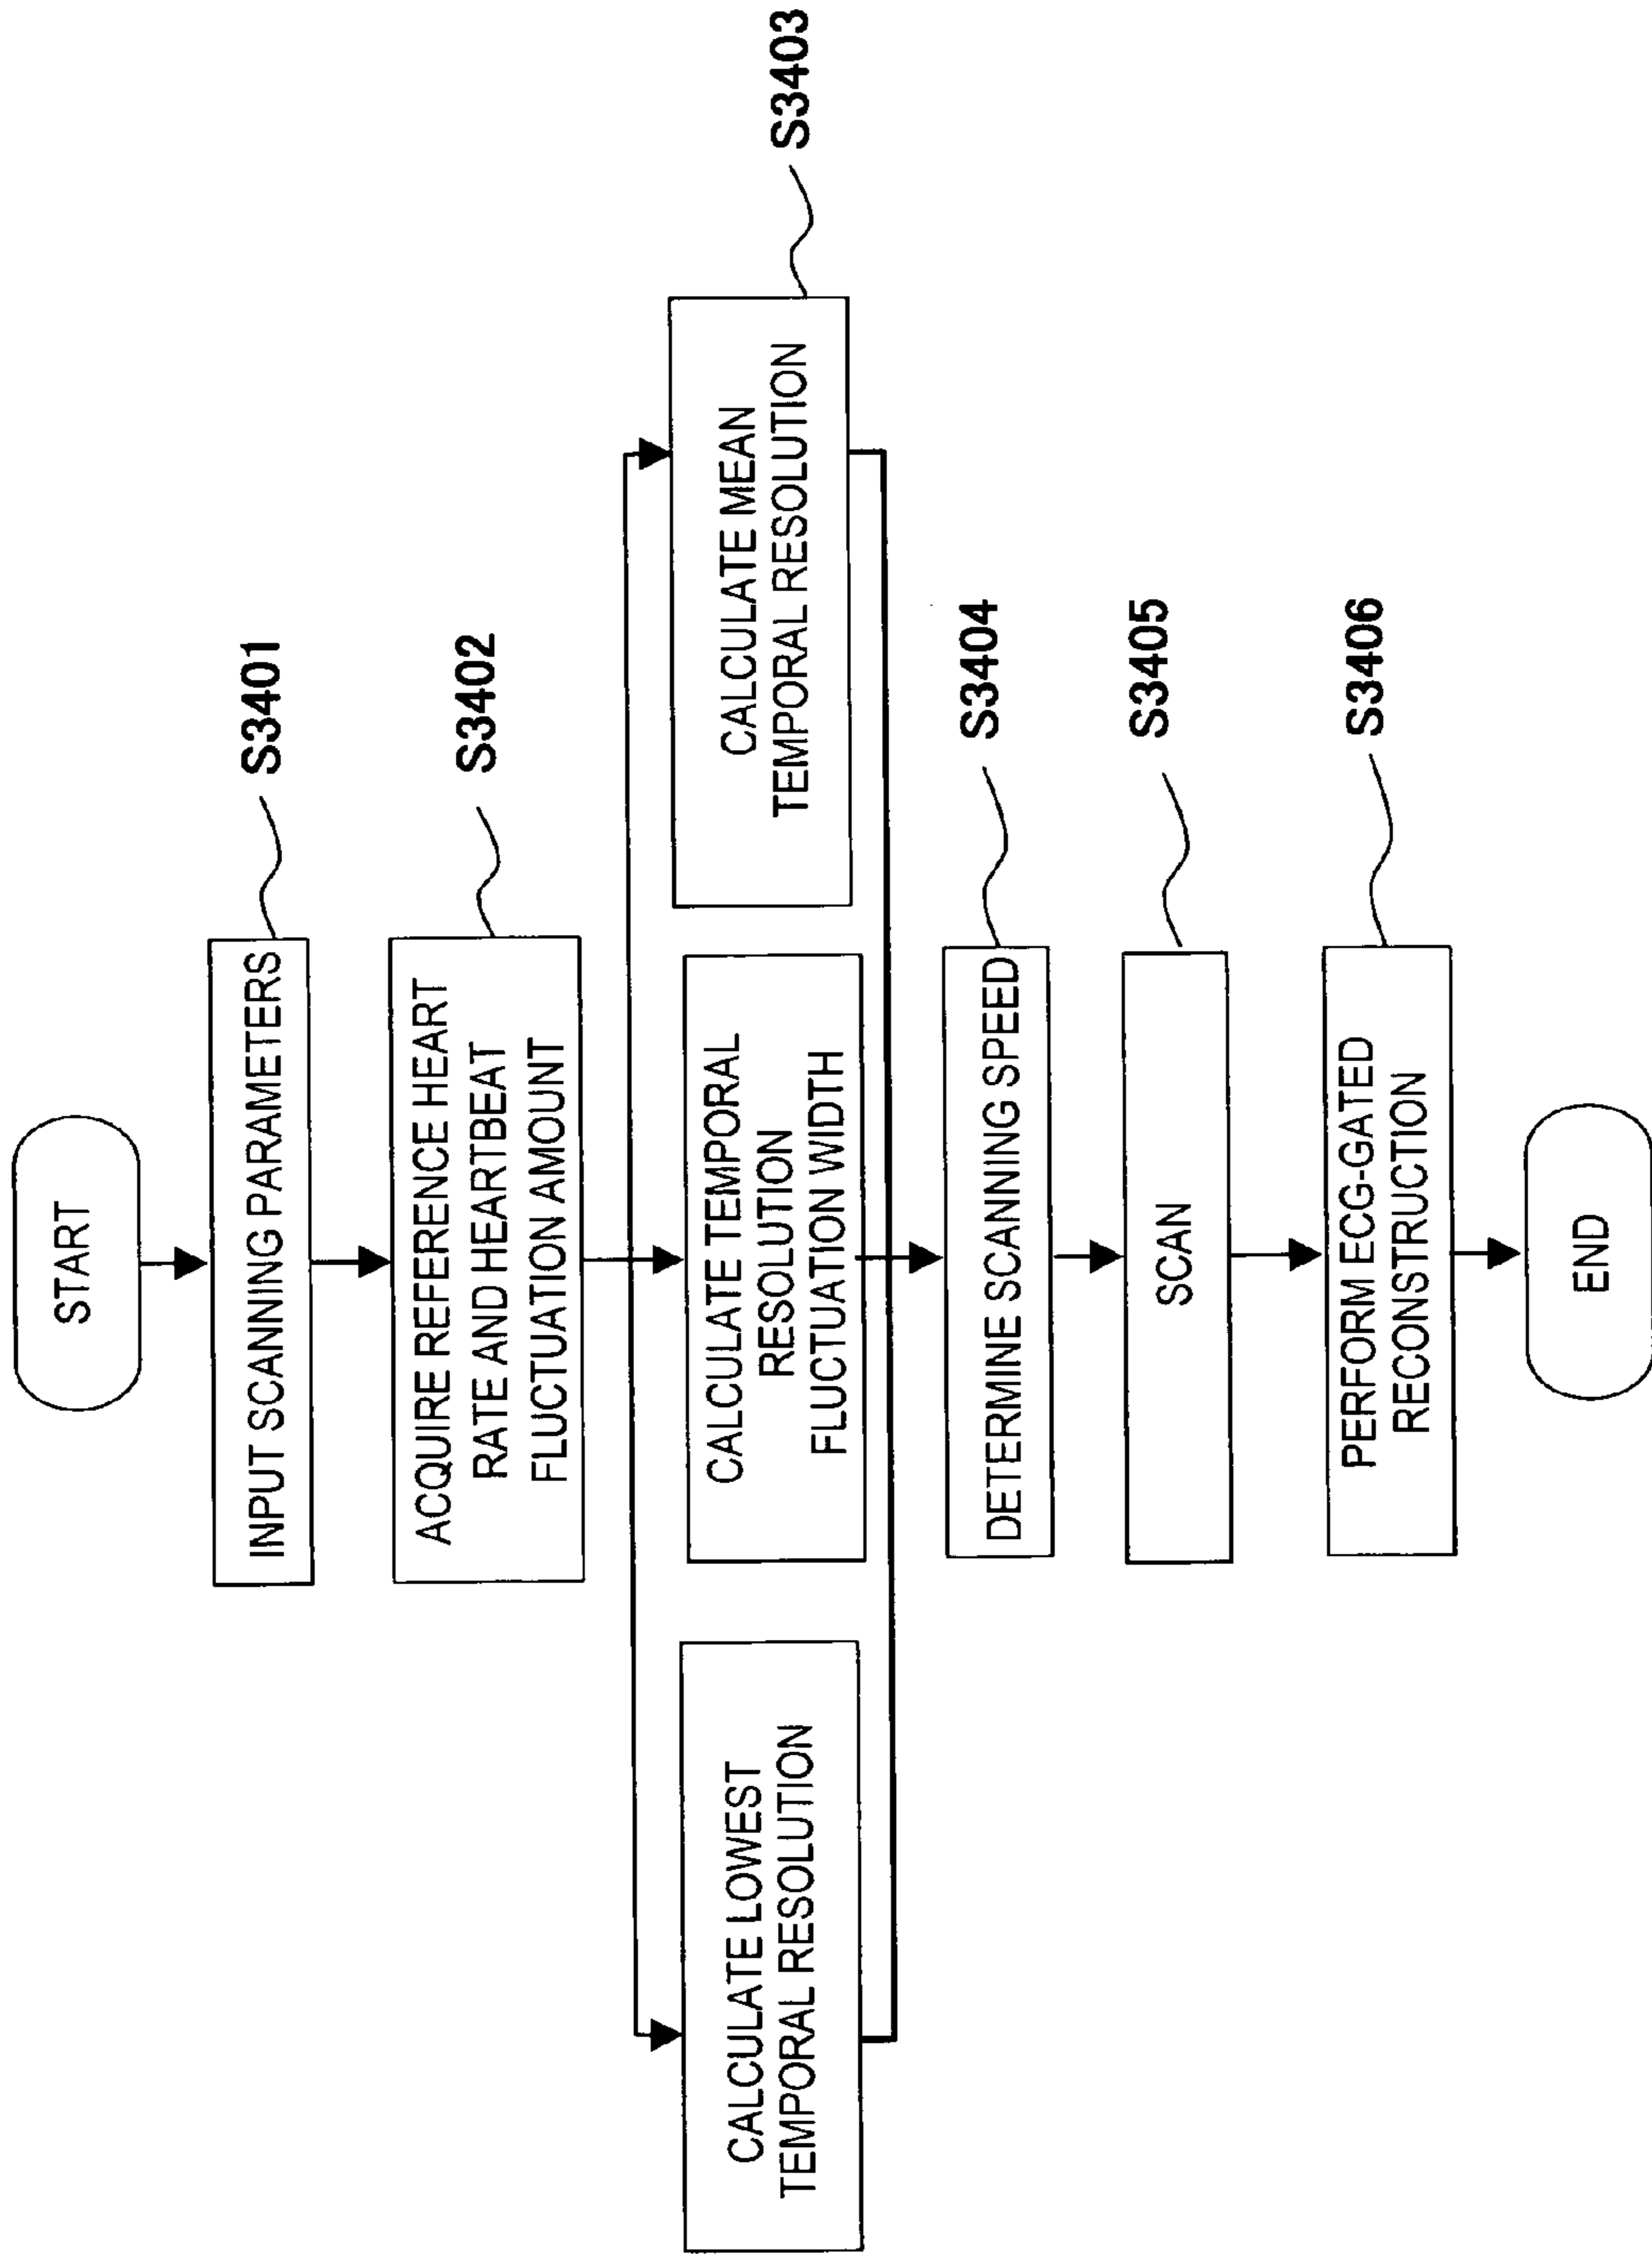 START
INPUT SCANNING PARAMETERS
S3401
ACQUIRE REFERENCE HEART
RATE AND HEARTBEAT
FLUCTUATION AMOUNT
S3402
CALCULATE LOWEST
TEMPORAL RESOLUTION
CALCULATE TEMPORAL
RESOLUTION
FLUCTUATION WIDTH
CALCULATE MEAN
TEMPORAL RESOLUTION
S3403
DETERMINE SCANNING SPEED
S3404
SCAN
S3405
PERFORM ECG-GATED
RECONSTRUCTION
S3406
END